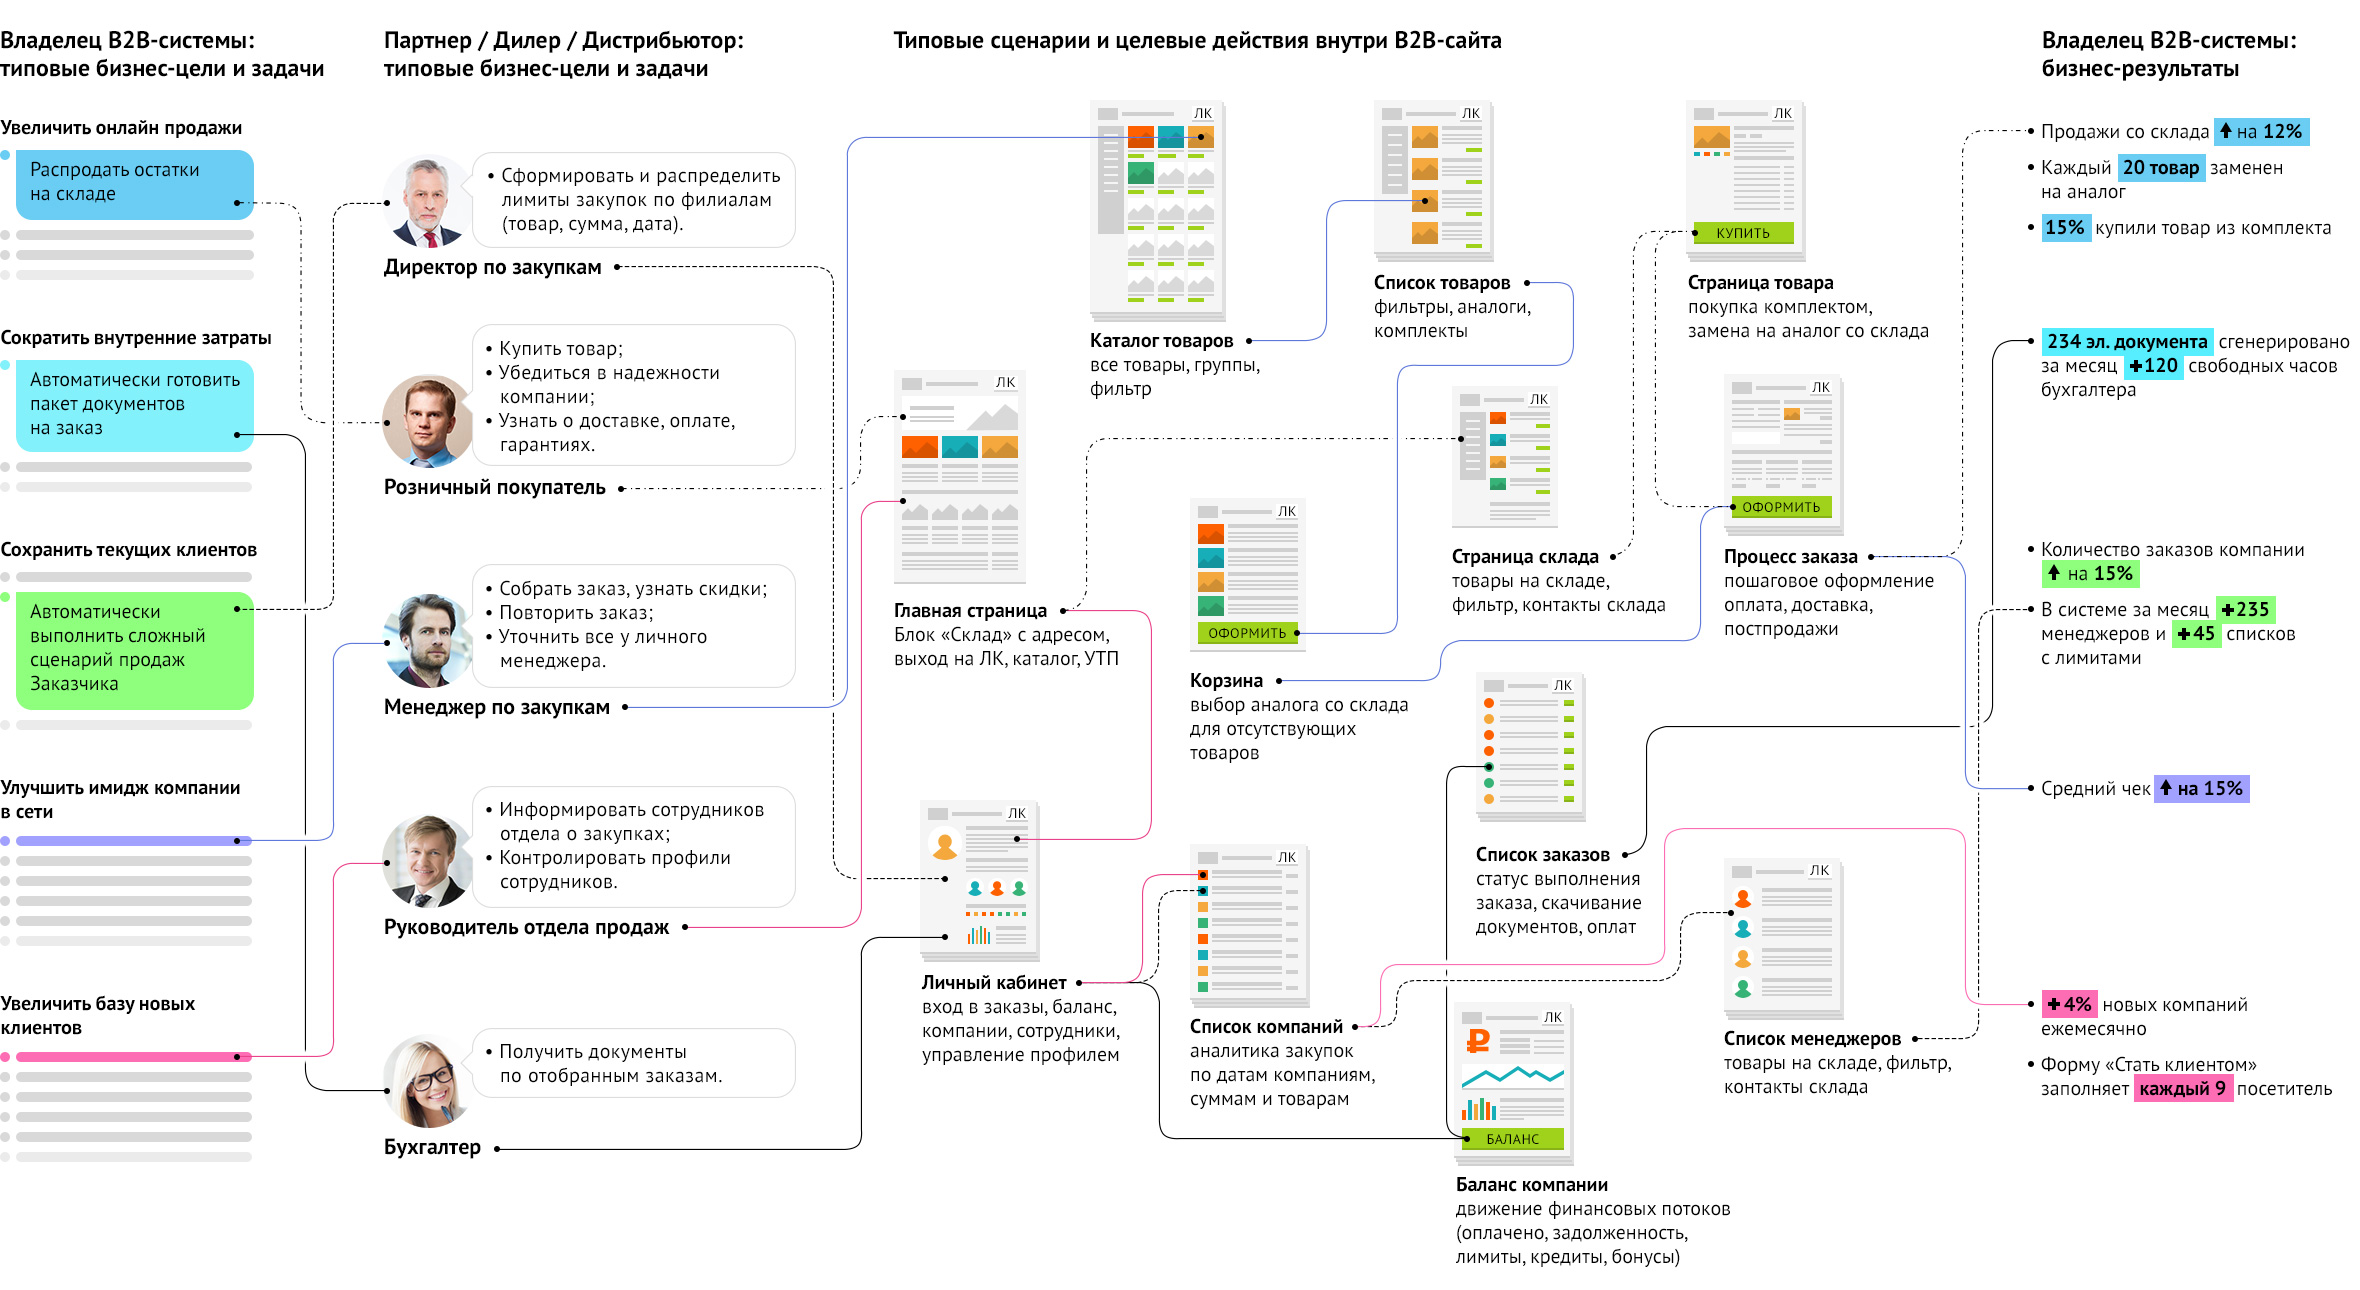 Владелец B2B-системы:
типовые бизнес-цели и задачи
Увеличить онлайн продажи
Распродать остатки
на складе
Сократить внутренние затраты
Автоматически готовить
пакет документов
на заказ
Сохранить текущих клиентов
Автоматически
выполнить сложный
сценарий продаж
Заказчика
Улучшить имидж компании
в сети
Увеличить базу новых
клиентов
Партнер / Дилер / Дистрибьютор:
типовые бизнес-цели и задачи
• Сформировать и распределить
лимиты закупок по филиалам
(товар, сумма, дата).
Директор по закупкам
• Купить товар;
• Убедиться в надежности
компании;
• Узнать о доставке, оплате,
гарантиях.
Розничный покупатель
• Собрать заказ, узнать скидки;
• Повторить заказ;
• Уточнить все у личного
менеджера.
Менеджер по закупкам
• Информировать сотрудников
отдела о закупках;
• Контролировать профили
сотрудников.
Руководитель отдела продаж
• Получить документы
по отобранным заказам.
Бухгалтер
Типовые сценарии и целевые действия внутри B2B-сайта
ЛК
Каталог товаров
все товары, группы,
фильтр
ЛК
Список товаров
фильтры, аналоги,
комплекты
ЛК
КУПИТЬ
Страница товара
покупка комплектом,
замена на аналог со склада
ЛК
Главная страница
Блок «Склад» с адресом,
выход на ЛК, каталог, УТП
ЛК
ОФОРМИТЬ
Корзина
выбор аналога со склада
для отсутствующих
товаров
ЛК
Страница склада
товары на складе,
фильтр, контакты склада
ЛК
ОФОРМИТЬ
Процесс заказа
пошаговое оформление
оплата, доставка,
постпродажи
ЛК
Список заказов
статус выполнения
заказа, скачивание
документов, оплат
ЛК
Личный кабинет
вход в заказы, баланс,
компании, сотрудники,
управление профилем
ЛК
Список компаний
аналитика закупок
по датам компаниям,
суммам и товарам
ЛК
₽
БАЛАНС
Баланс компании
движение финансовых потоков
(оплачено, задолженность,
лимиты, кредиты, бонусы)
ЛК
Список менеджеров
товары на складе, фильтр,
контакты склада
Владелец B2B-системы:
бизнес-результаты
• Продажи со склада ↑ на 12%
• Каждый 20 товар заменен
на аналог
• 15% купили товар из комплекта
• 234 эл. документа сгенерировано
за месяц +120 свободных часов
бухгалтера
• Количество заказов компании
↑ на 15%
• В системе за месяц +235
менеджеров и +45 списков
с лимитами
• Средний чек ↑ на 15%
• +4% новых компаний
ежемесячно
• Форму «Стать клиентом»
заполняет каждый 9 посетитель